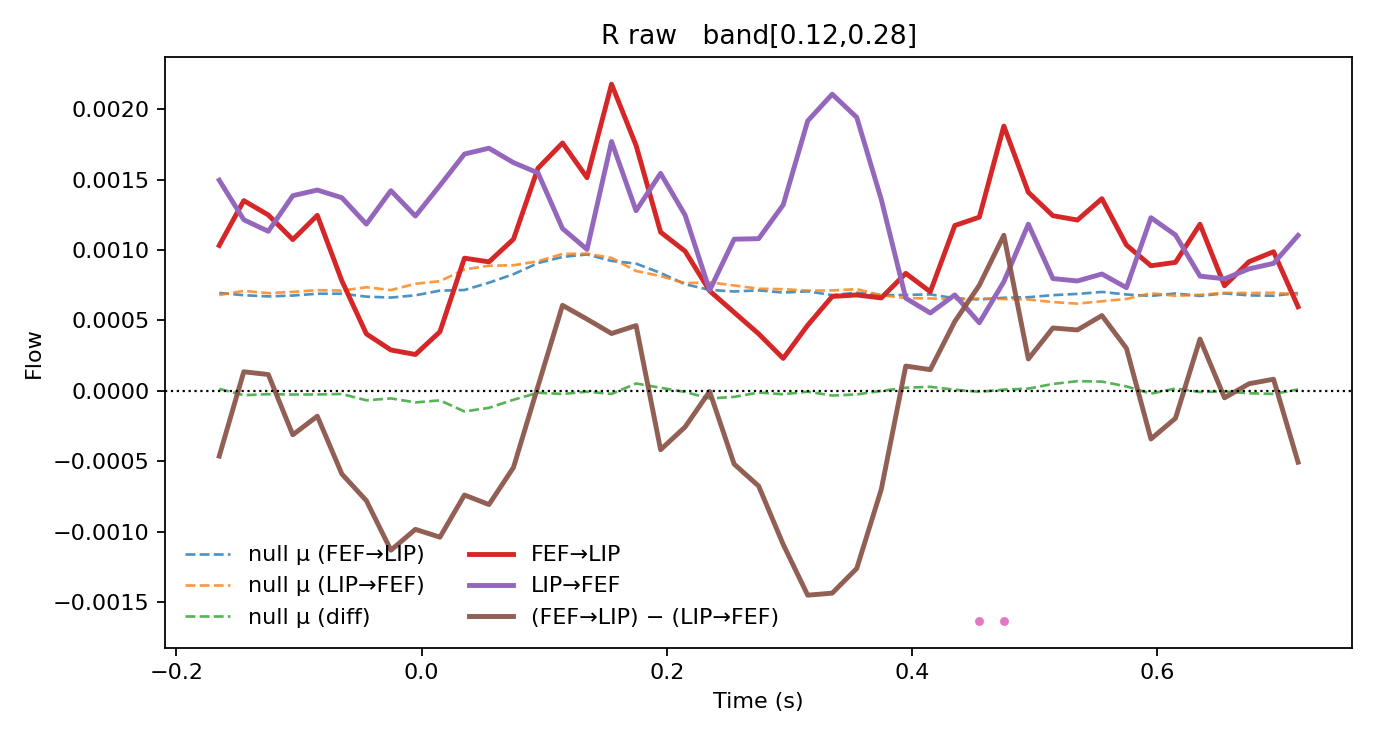 R raw band[0.12,0.28]
Flow
0.0020
0.0015
0.0010
0.0005
0.0000
−0.0005
−0.0010
−0.0015
null μ (FEF→LIP)
null μ (LIP→FEF)
null μ (diff)
FEF→LIP
LIP→FEF
(FEF→LIP) − (LIP→FEF)
−0.2 0.0 0.2 0.4 0.6
Time (s)